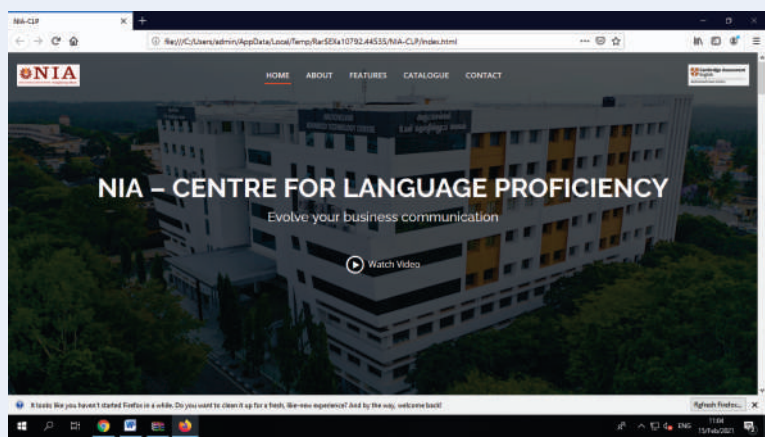 NIA-CLP
file:///C:/Users/admin/AppData/Local/Temp/Rar$EXa10792.44535/NIA-CLP/index.html
NIA
HOME ABOUT FEATURES CATALOGUE CONTACT
Cambridge Assessment
English
NIA – CENTRE FOR LANGUAGE PROFICIENCY
Evolve your business communication
Watch Video
It looks like you haven't started Firefox in a while. Do you want to clean it up for a fresh, like-new experience? And by the way, welcome back!
Refresh Firefox...
ENG
11:04
15/Feb/2021